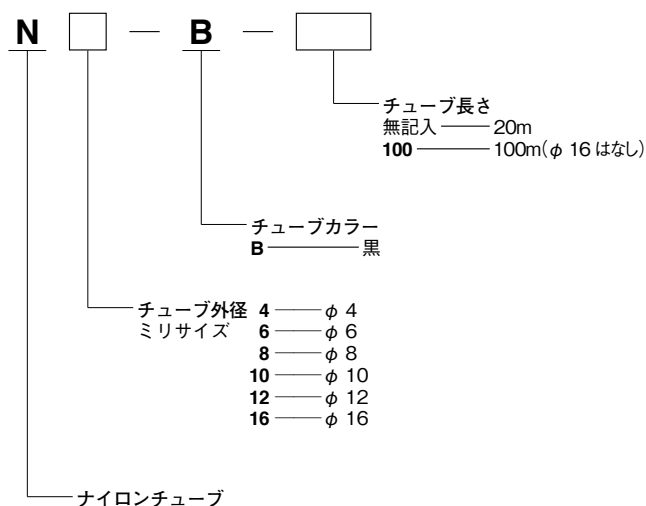 N □ — B — □
チューブ長さ
無記入 —— 20m
100 —— 100m(φ 16 はなし)
チューブカラー
B —— 黒
チューブ外径 4 —— φ 4
ミリサイズ 6 —— φ 6
8 —— φ 8
10 —— φ 10
12 —— φ 12
16 —— φ 16
ナイロンチューブ